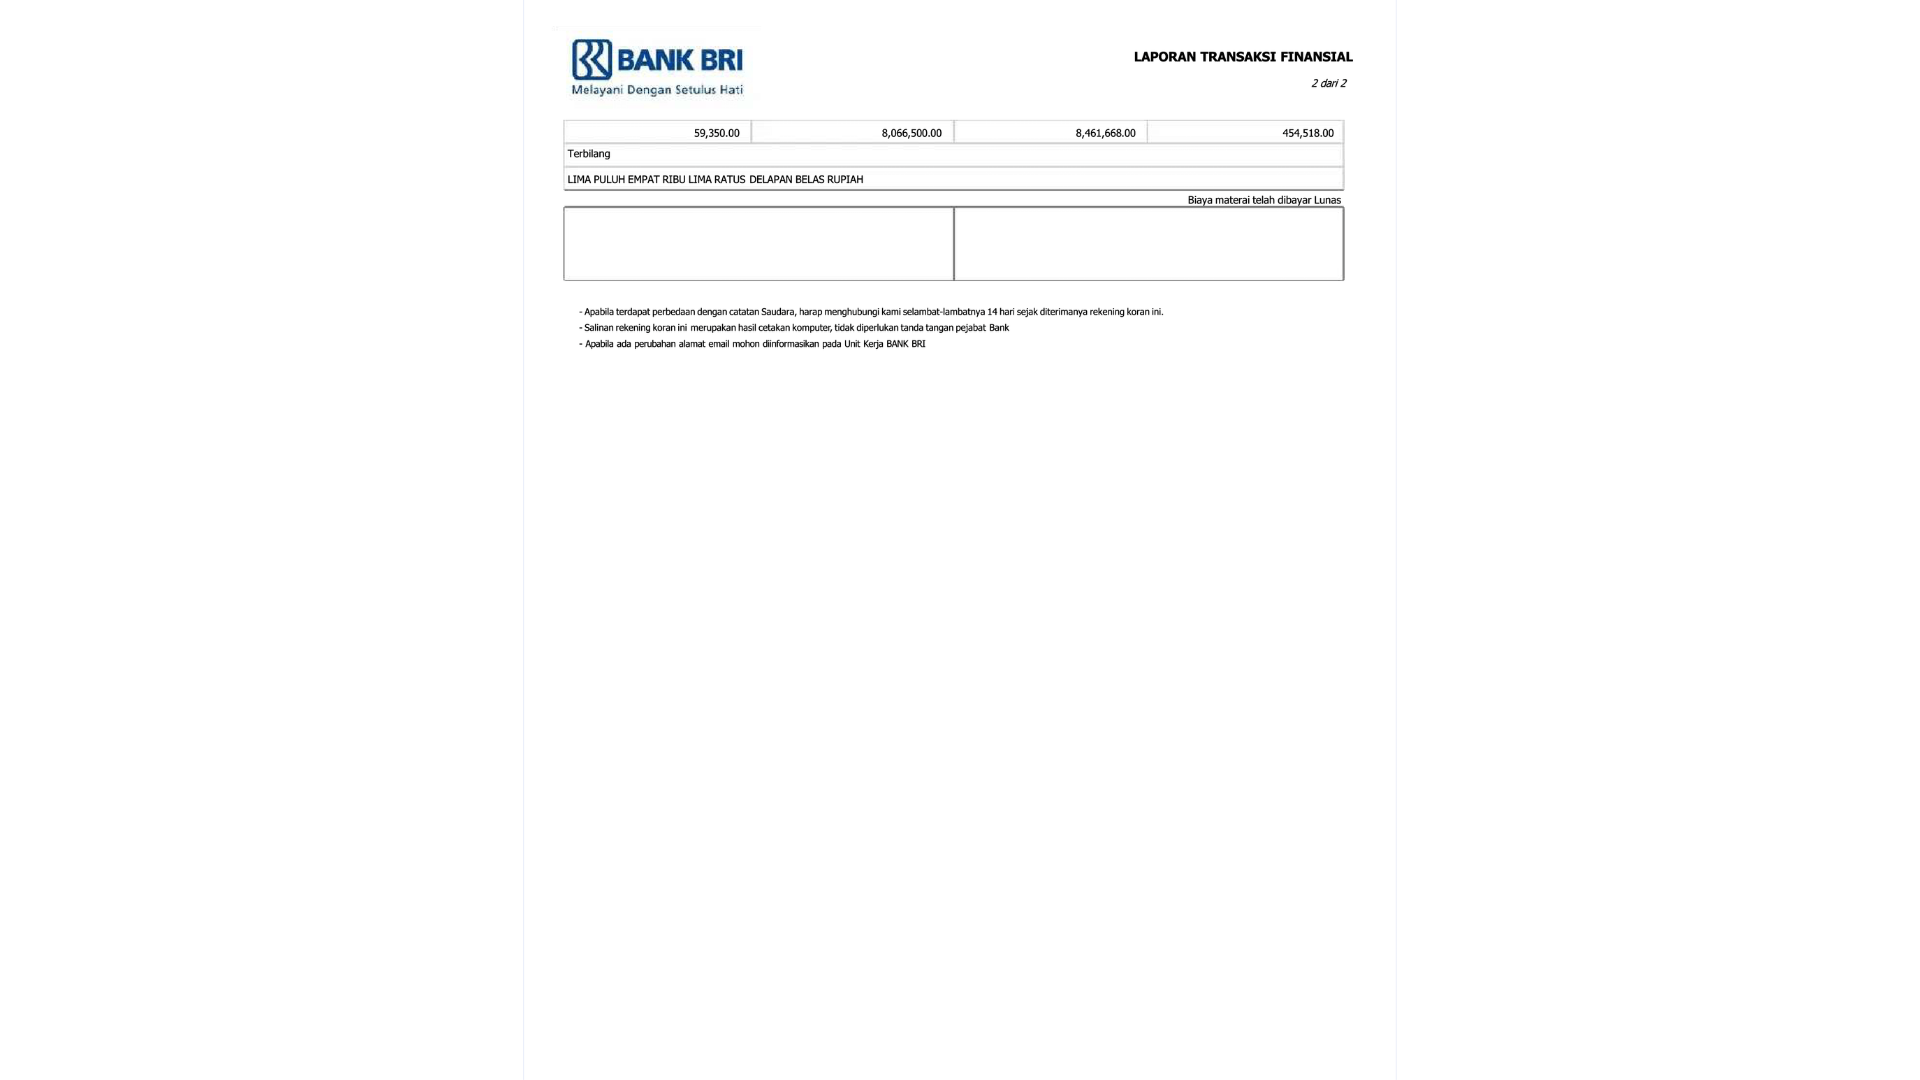 BANK BRI
Melayani Dengan Setulus Hati
LAPORAN TRANSAKSI FINANSIAL
2 dari 2
59,350.00 8,066,500.00 8,461,668.00 454,518.00
Terbilang
LIMA PULUH EMPAT RIBU LIMA RATUS DELAPAN BELAS RUPIAH
Biaya materai telah dibayar Lunas
- Apabila terdapat perbedaan dengan catatan Saudara, harap menghubungi kami selambat-lambatnya 14 hari sejak diterimanya rekening koran ini.
- Salinan rekening koran ini merupakan hasil cetakan komputer, tidak diperlukan tanda tangan pejabat Bank
- Apabila ada perubahan alamat email mohon diinformasikan pada Unit Kerja BANK BRI